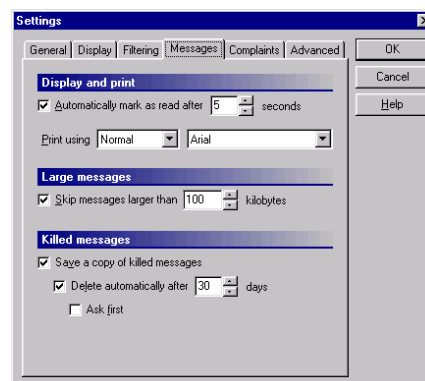 Settings
General Display Filtering Messages Complaints Advanced
OK
Cancel
Help
Display and print
Automatically mark as read after 5 seconds
Print using Normal Arial
Large messages
Skip messages larger than 100 kilobytes
Killed messages
Save a copy of killed messages
Delete automatically after 30 days
Ask first